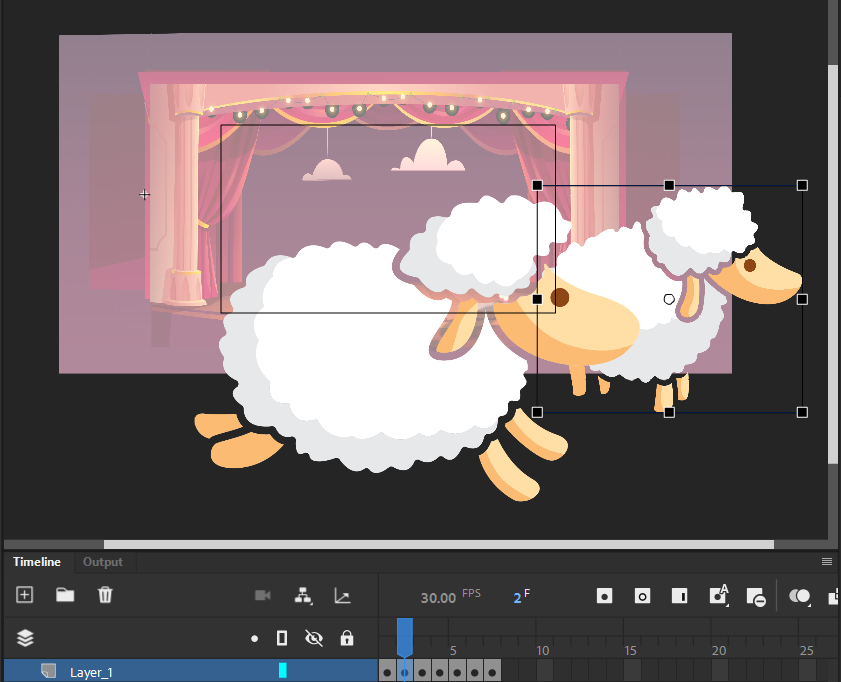 Timeline Output
30.00 FPS 2 F
A
5 10 15 20 25
Layer_1